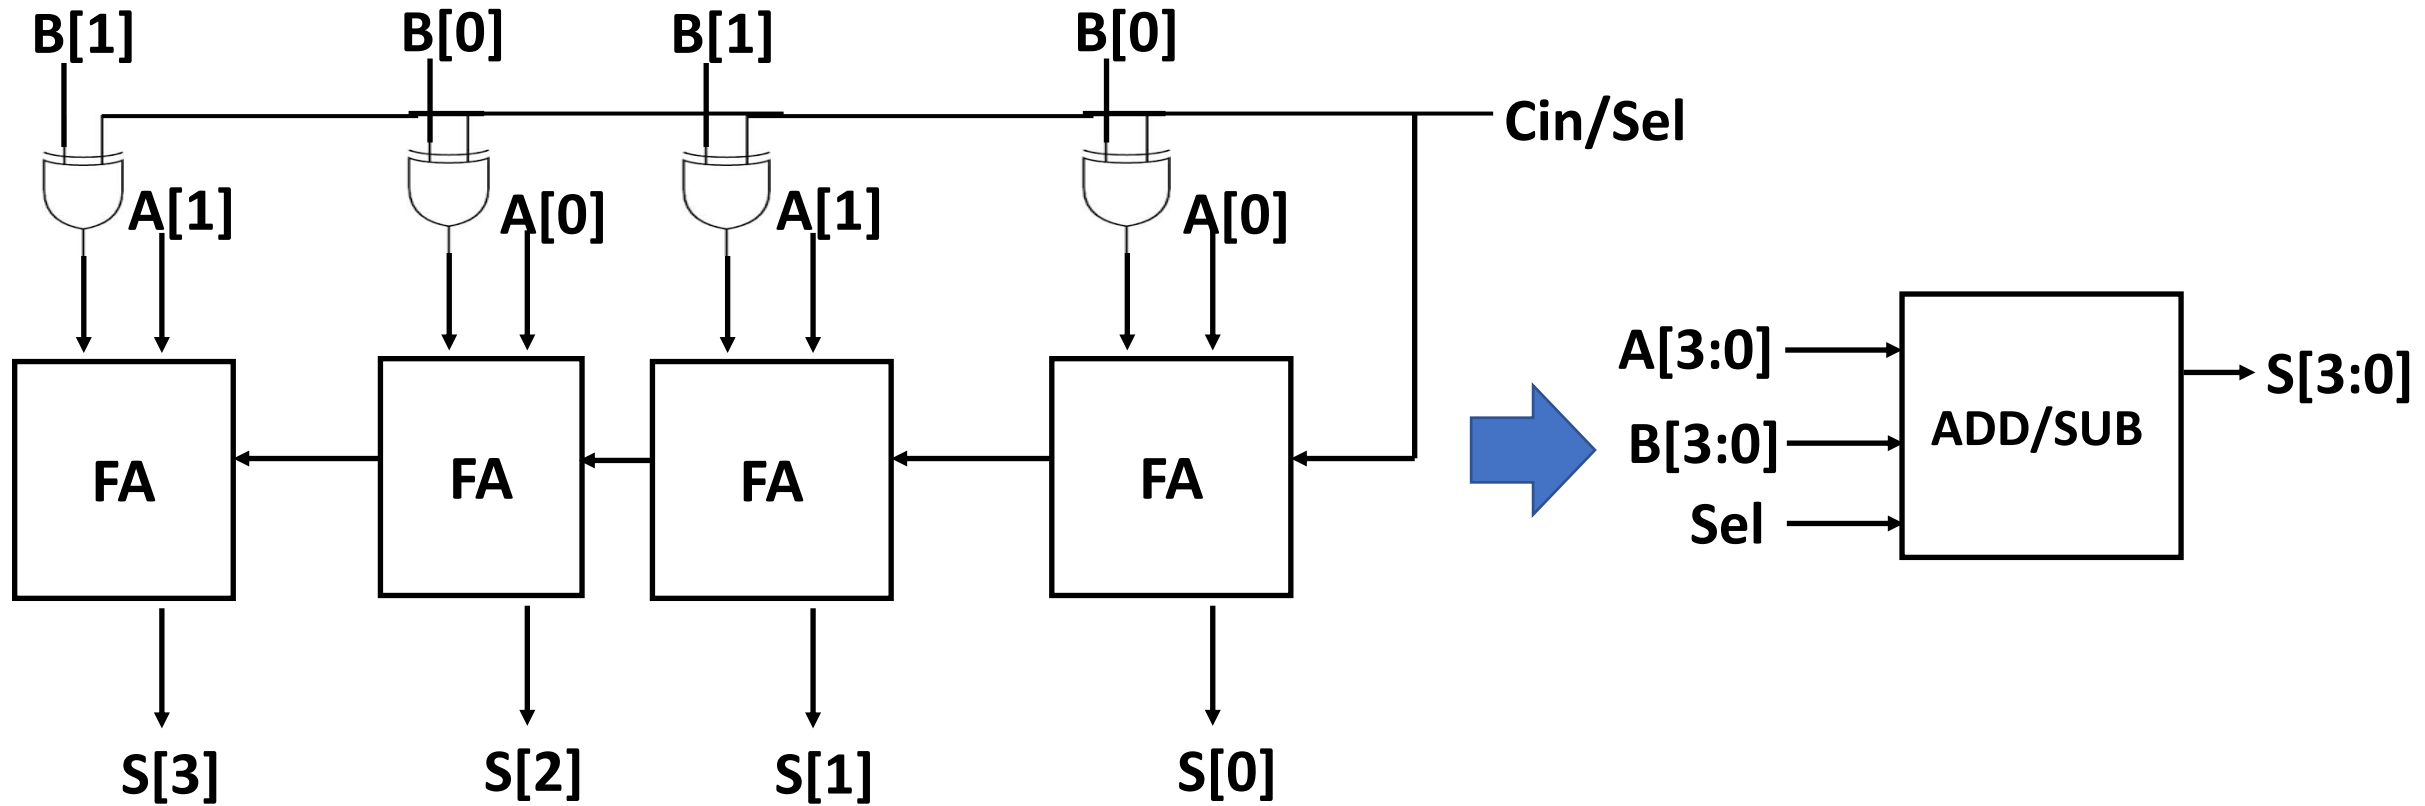 B[1]
B[0]
B[1]
B[0]
Cin/Sel
A[1]
A[0]
A[1]
A[0]
FA
FA
FA
FA
S[3]
S[2]
S[1]
S[0]
A[3:0]
B[3:0]
Sel
ADD/SUB
S[3:0]